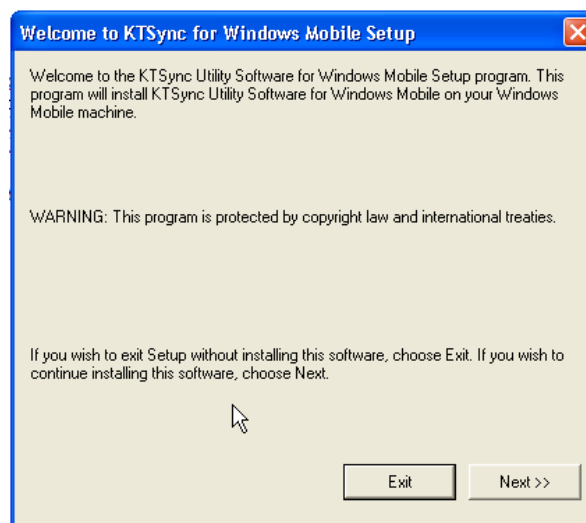 Welcome to KTSync for Windows Mobile Setup
Welcome to the KTSync Utility Software for Windows Mobile Setup program. This
program will install KTSync Utility Software for Windows Mobile on your Windows
Mobile machine.
WARNING: This program is protected by copyright law and international treaties.
If you wish to exit Setup without installing this software, choose Exit. If you wish to
continue installing this software, choose Next.
Exit
Next >>